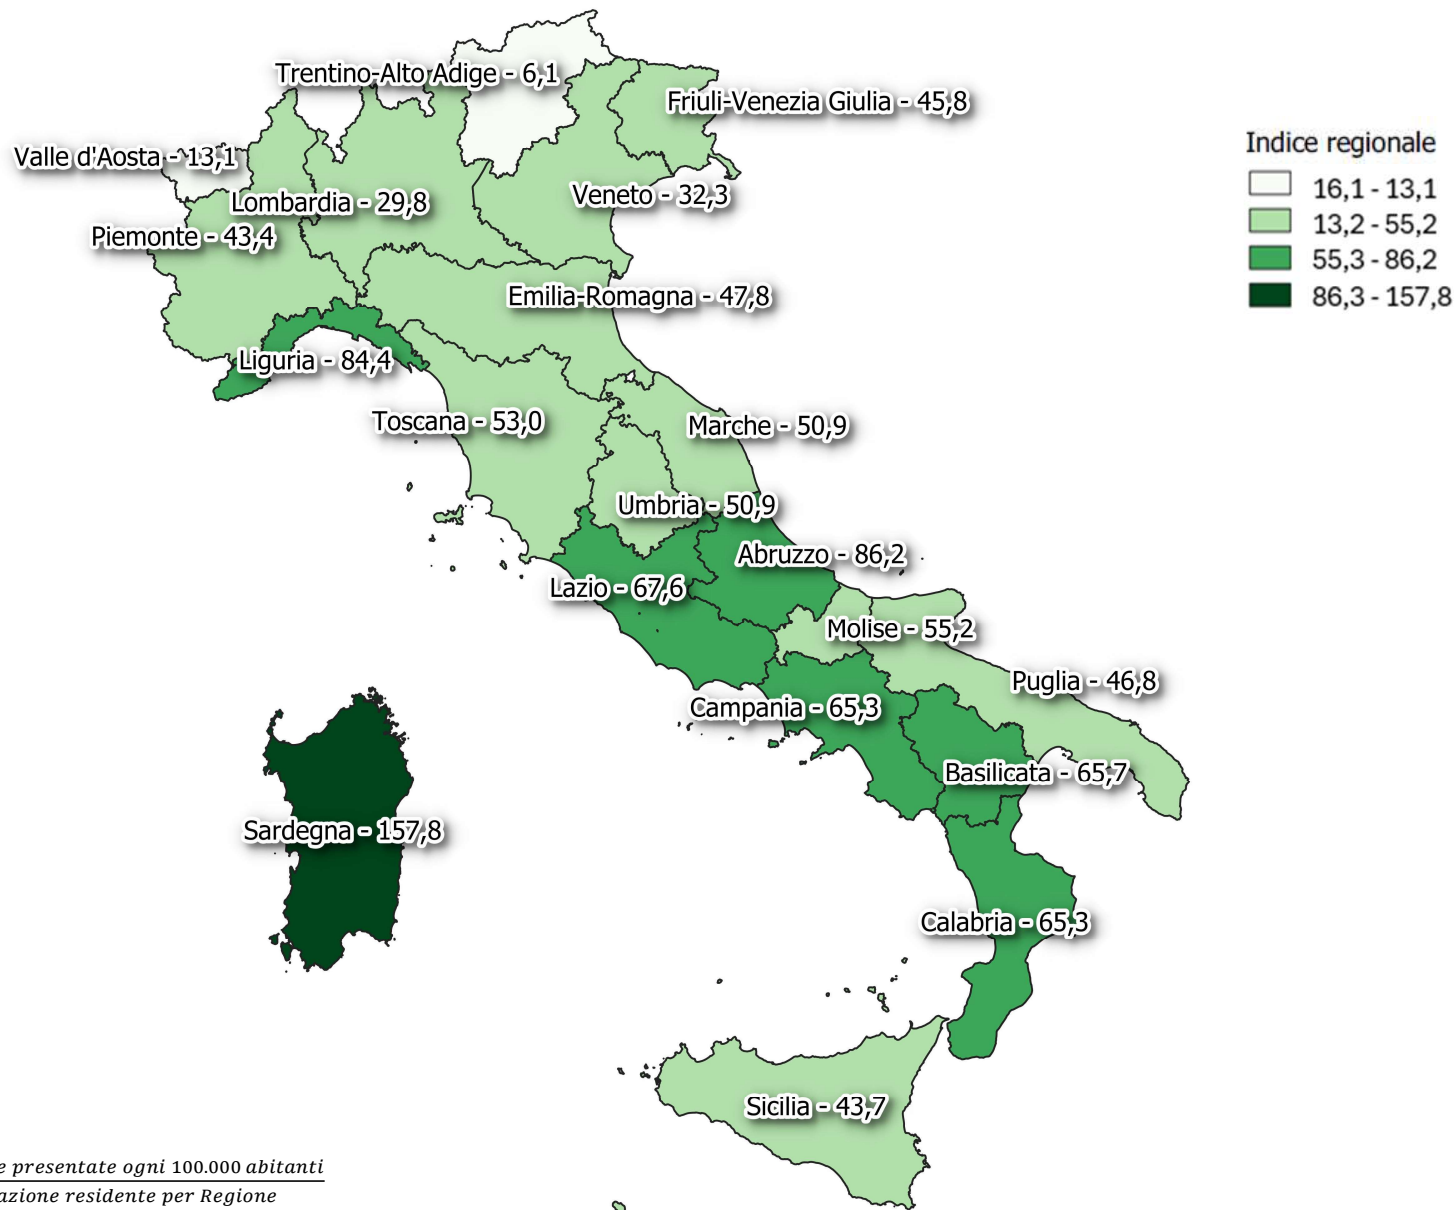 Trentino-Alto Adige - 6,1
Friuli-Venezia Giulia - 45,8
Valle d'Aosta - 13,1
Lombardia - 29,8
Veneto - 32,3
Piemonte - 43,4
Emilia-Romagna - 47,8
Liguria - 84,4
Toscana - 53,0
Marche - 50,9
Umbria - 50,9
Abruzzo - 86,2
Lazio - 67,6
Molise - 55,2
Puglia - 46,8
Campania - 65,3
Basilicata - 65,7
Sardegna - 157,8
Calabria - 65,3
Sicilia - 43,7
Indice regionale
16,1 - 13,1
13,2 - 55,2
55,3 - 86,2
86,3 - 157,8
e presentate ogni 100.000 abitanti
azione residente per Regione